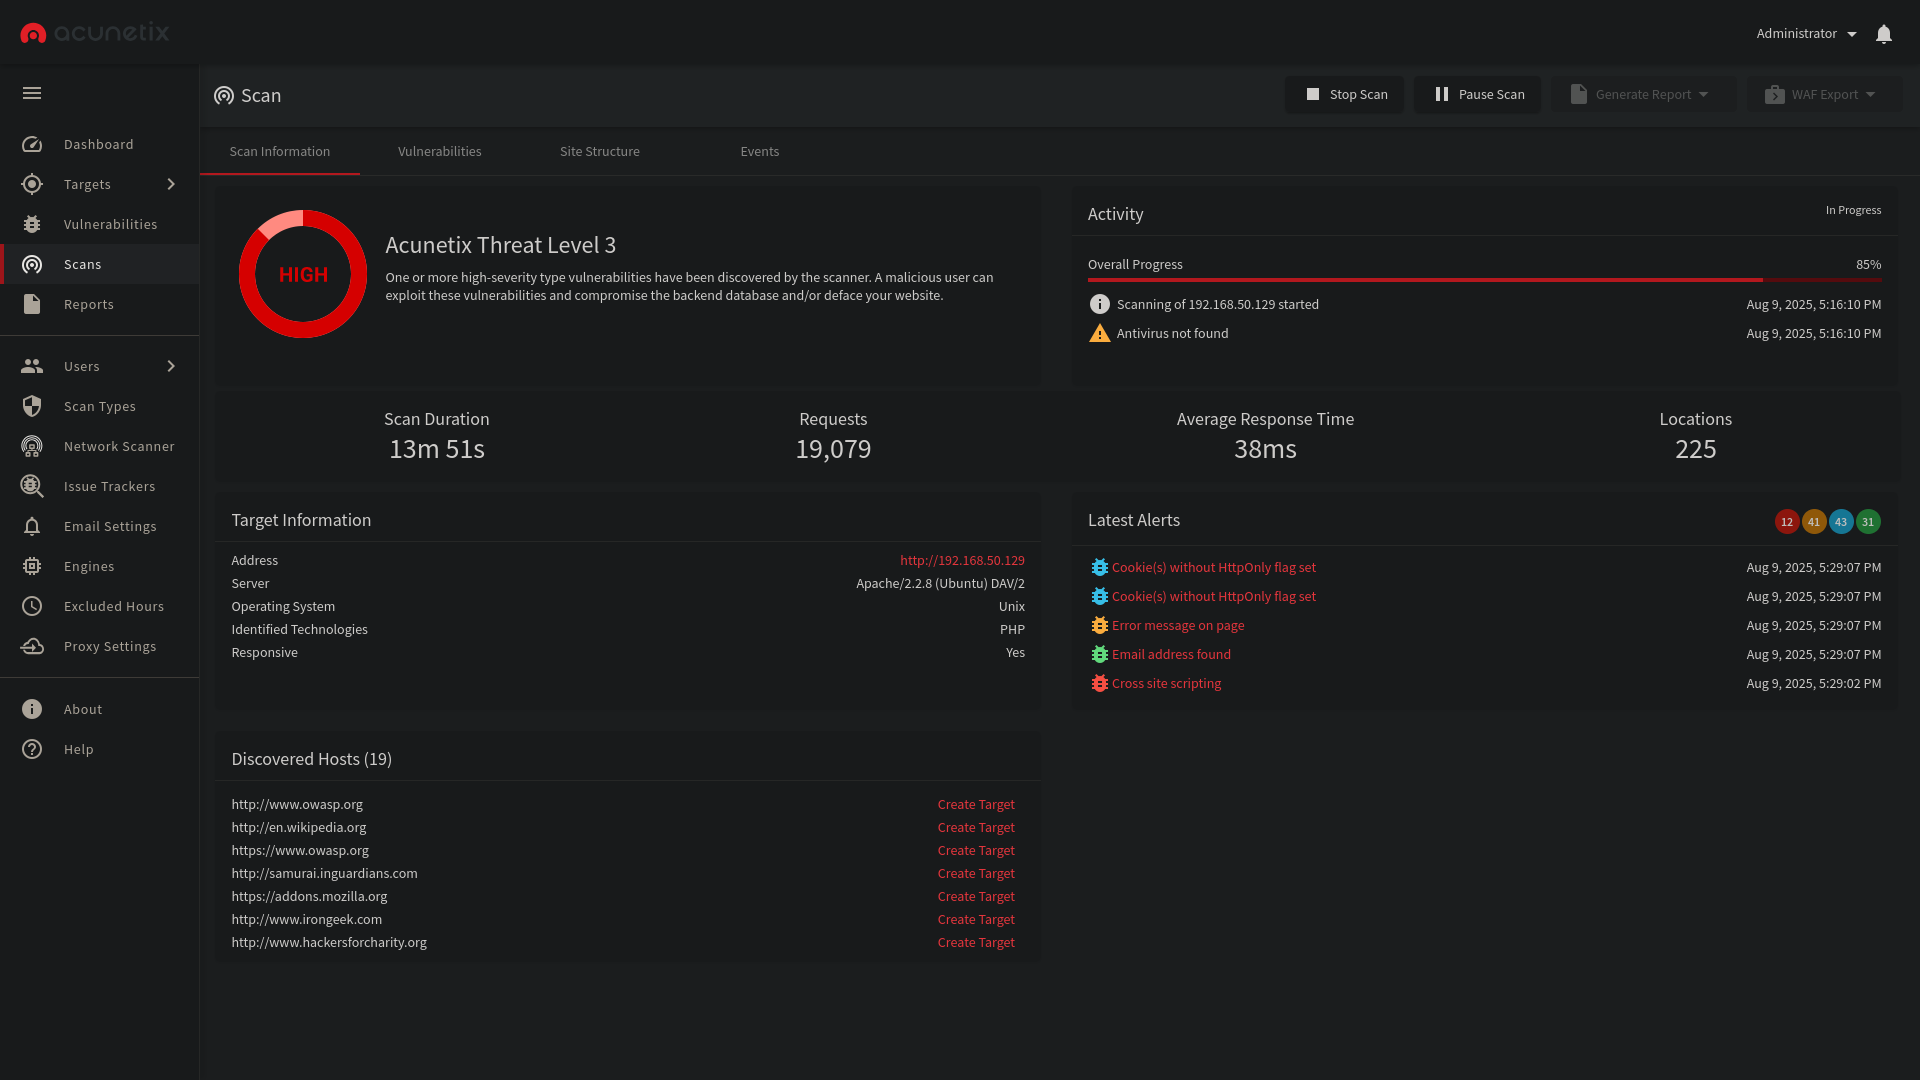 acunetix
Administrator
Scan
Stop Scan
Pause Scan
Generate Report
WAF Export
Dashboard
Targets
Vulnerabilities
Scans
Reports
Users
Scan Types
Network Scanner
Issue Trackers
Email Settings
Engines
Excluded Hours
Proxy Settings
About
Help
Scan Information
Vulnerabilities
Site Structure
Events
HIGH
Acunetix Threat Level 3
One or more high-severity type vulnerabilities have been discovered by the scanner. A malicious user can
exploit these vulnerabilities and compromise the backend database and/or deface your website.
Activity
In Progress
Overall Progress 85%
Scanning of 192.168.50.129 started Aug 9, 2025, 5:16:10 PM
Antivirus not found Aug 9, 2025, 5:16:10 PM
Scan Duration
13m 51s
Requests
19,079
Average Response Time
38ms
Locations
225
Target Information
Address http://192.168.50.129
Server Apache/2.2.8 (Ubuntu) DAV/2
Operating System Unix
Identified Technologies PHP
Responsive Yes
Latest Alerts 12 41 43 31
Cookie(s) without HttpOnly flag set Aug 9, 2025, 5:29:07 PM
Cookie(s) without HttpOnly flag set Aug 9, 2025, 5:29:07 PM
Error message on page Aug 9, 2025, 5:29:07 PM
Email address found Aug 9, 2025, 5:29:07 PM
Cross site scripting Aug 9, 2025, 5:29:02 PM
Discovered Hosts (19)
http://www.owasp.org Create Target
http://en.wikipedia.org Create Target
https://www.owasp.org Create Target
http://samurai.inguardians.com Create Target
https://addons.mozilla.org Create Target
http://www.irongeek.com Create Target
http://www.hackersforcharity.org Create Target